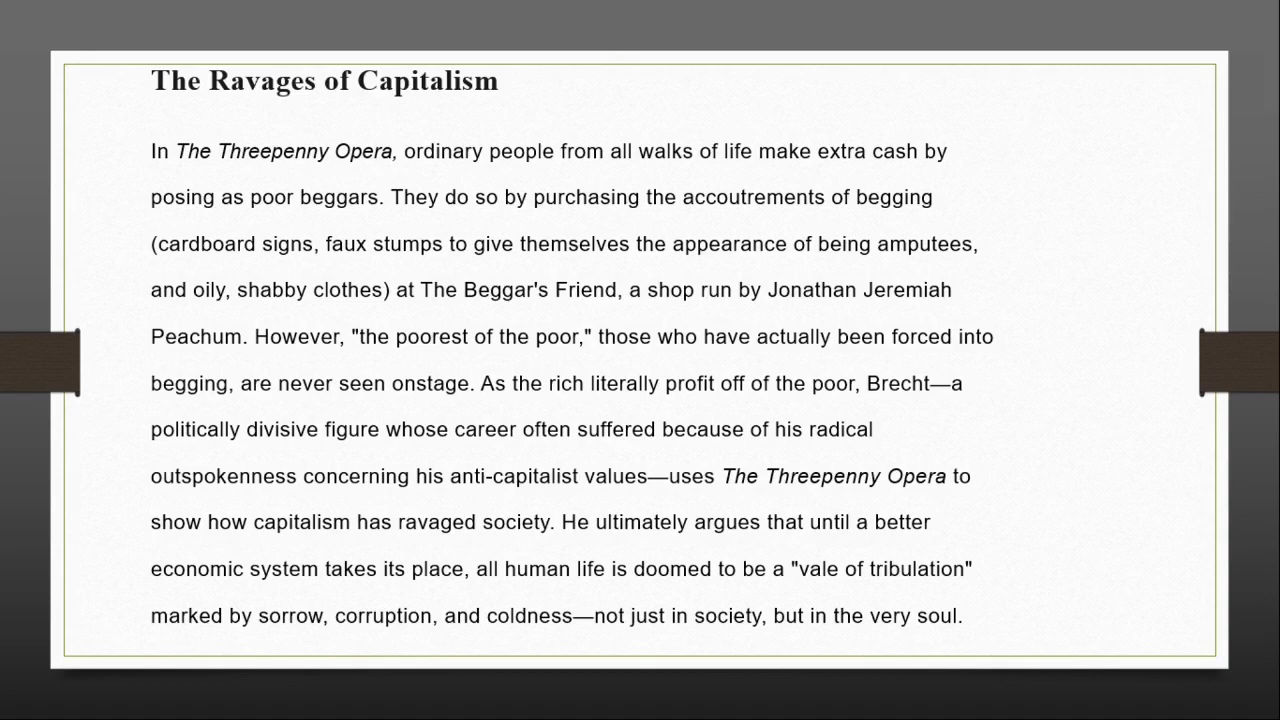 The Ravages of Capitalism
In The Threepenny Opera, ordinary people from all walks of life make extra cash by
posing as poor beggars. They do so by purchasing the accoutrements of begging
(cardboard signs, faux stumps to give themselves the appearance of being amputees,
and oily, shabby clothes) at The Beggar's Friend, a shop run by Jonathan Jeremiah
Peachum. However, "the poorest of the poor," those who have actually been forced into
begging, are never seen onstage. As the rich literally profit off of the poor, Brecht—a
politically divisive figure whose career often suffered because of his radical
outspokenness concerning his anti-capitalist values—uses The Threepenny Opera to
show how capitalism has ravaged society. He ultimately argues that until a better
economic system takes its place, all human life is doomed to be a "vale of tribulation"
marked by sorrow, corruption, and coldness—not just in society, but in the very soul.